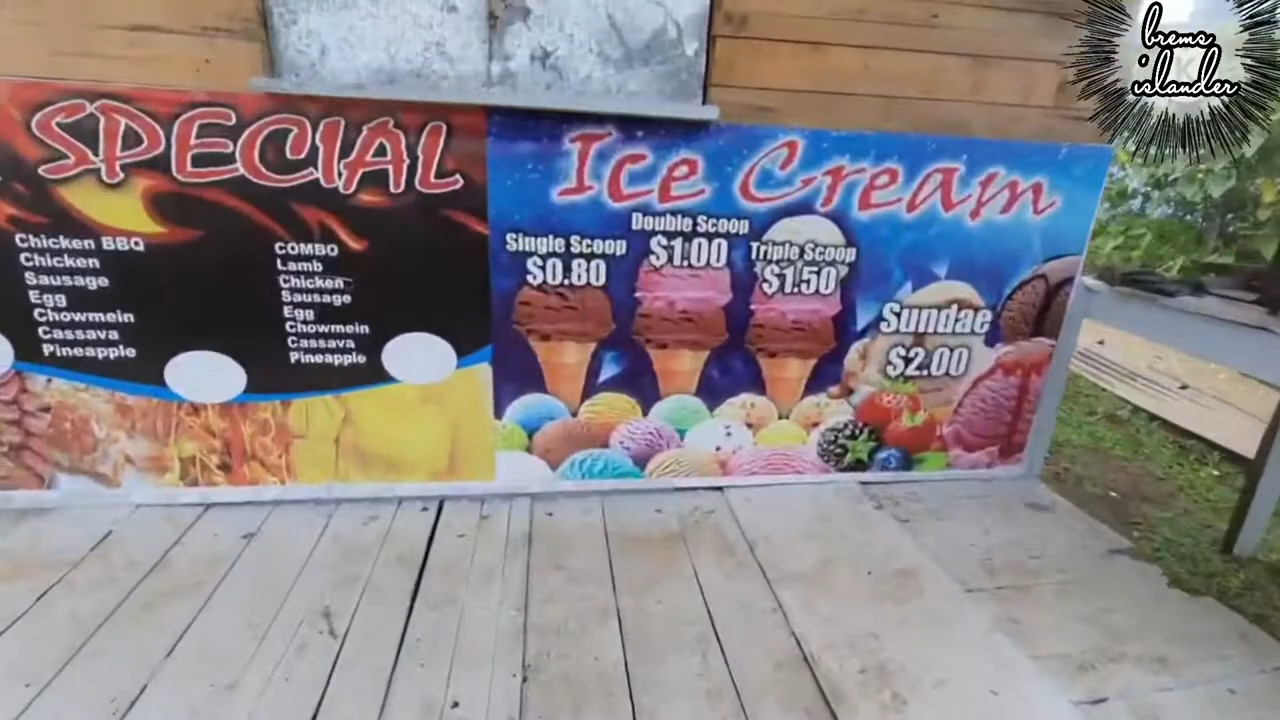 brems
islander
SPECIAL
Chicken BBQ
Chicken
Sausage
Egg
Chowmein
Cassava
Pineapple
COMBO
Lamb
Chicken
Sausage
Egg
Chowmein
Cassava
Pineapple
Ice Cream
Single Scoop
$0.80
Double Scoop
$1.00
Triple Scoop
$1.50
Sundae
$2.00